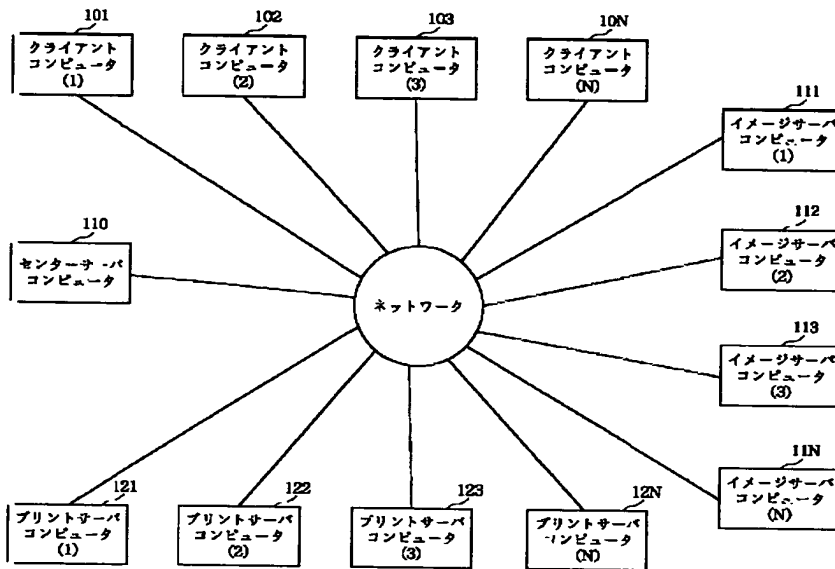 101
クライアント
コンピュータ
(1)
102
クライアント
コンピュータ
(2)
103
クライアント
コンピュータ
(3)
10N
クライアント
コンピュータ
(N)
111
イメージサーバ
コンピュータ
(1)
110
センターサーバ
コンピュータ
112
イメージサーバ
コンピュータ
(2)
ネットワーク
113
イメージサーバ
コンピュータ
(3)
11N
イメージサーバ
コンピュータ
(N)
121
プリントサーバ
コンピュータ
(1)
122
プリントサーバ
コンピュータ
(2)
123
プリントサーバ
コンピュータ
(3)
12N
プリントサーバ
コンピュータ
(N)